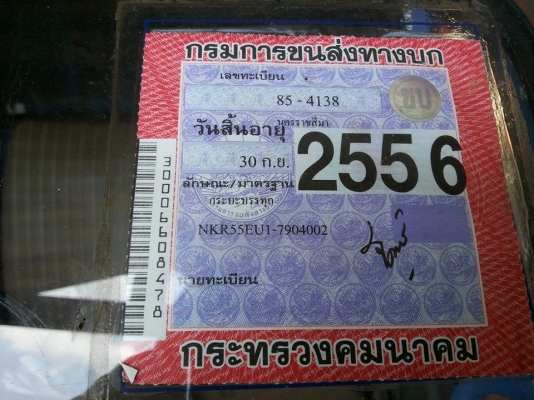 กรมการขนส่งทางบก
เลขทะเบียน
85 - 4138
นครราชสีมา
ขบ
วันสิ้นอายุ
30 ก.ย.
2556
ลักษณะ/มาตรฐาน
กระบะบรรทุก
NKR55EU1-7904002
นายทะเบียน
กระทรวงคมนาคม
30006608478